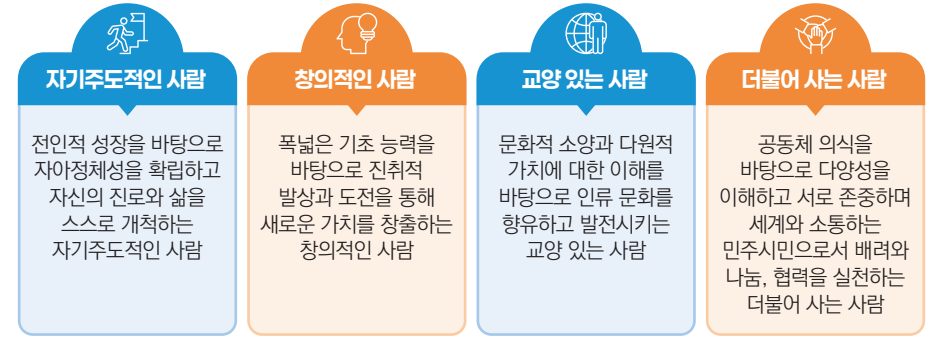 자기주도적인 사람
전인적 성장을 바탕으로
자아정체성을 확립하고
자신의 진로와 삶을
스스로 개척하는
자기주도적인 사람
창의적인 사람
폭넓은 기초 능력을
바탕으로 진취적
발상과 도전을 통해
새로운 가치를 창출하는
창의적인 사람
교양 있는 사람
문화적 소양과 다원적
가치에 대한 이해를
바탕으로 인류 문화를
향유하고 발전시키는
교양 있는 사람
더불어 사는 사람
공동체 의식을
바탕으로 다양성을
이해하고 서로 존중하며
세계와 소통하는
민주시민으로서 배려와
나눔, 협력을 실천하는
더불어 사는 사람